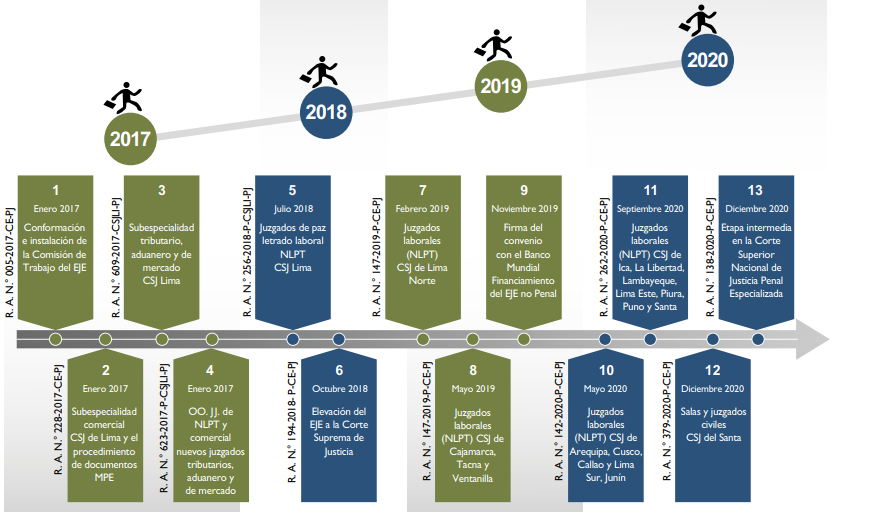 2017
2018
2019
2020
R. A. N.° 005-2017-CE-PJ
1
Enero 2017
Conformación
e instalación de
la Comisión de
Trabajo del EJE
R. A. N.° 609-2017-CSJLI-PJ
3
Enero 2017
Subespecialidad
tributario,
aduanero y de
mercado
CSJ Lima
R. A. N.° 256-2018-P-CSJLI-PJ
5
Julio 2018
Juzgados de paz
letrado laboral
NLPT
CSJ Lima
R. A. N.° 147-2019-P-CE-PJ
7
Febrero 2019
Juzgados
laborales
(NLPT)
CSJ de Lima
Norte
9
Noviembre 2019
Firma del
convenio
con el Banco
Mundial
Financiamiento
del EJE no Penal
R. A. N.° 262-2020-P-CE-PJ
11
Septiembre 2020
Juzgados
laborales
(NLPT) CSJ de
Ica, La Libertad,
Lambayeque,
Lima Este, Piura,
Puno y Santa
R. A. N.° 138-2020-P-CE-PJ
13
Diciembre 2020
Etapa intermedia
en la Corte
Superior
Nacional de
Justicia Penal
Especializada
R. A. N.° 228-2017-CE-PJ
2
Enero 2017
Subespecialidad
comercial
CSJ de Lima y el
procedimiento
de documentos
MPE
R. A. N.° 623-2017-P-CSJLI-PJ
4
Enero 2017
OO. JJ. de
NLPT y
comercial
nuevos juzgados
tributarios,
aduanero y
de mercado
R. A. N.° 194-2018- P-CE-PJ
6
Octubre 2018
Elevación del
EJE a la Corte
Suprema de
Justicia
R. A. N.° 147-2019-P-CE-PJ
8
Mayo 2019
Juzgados
laborales
(NLPT) CSJ de
Cajamarca,
Tacna y
Ventanilla
R. A. N.° 142-2020-P-CE-PJ
10
Mayo 2020
Juzgados
laborales
(NLPT) CSJ de
Arequipa, Cusco,
Callao y Lima
Sur, Junín
R. A. N.° 379-2020-P-CE-PJ
12
Diciembre 2020
Salas y juzgados
civiles
CSJ del Santa